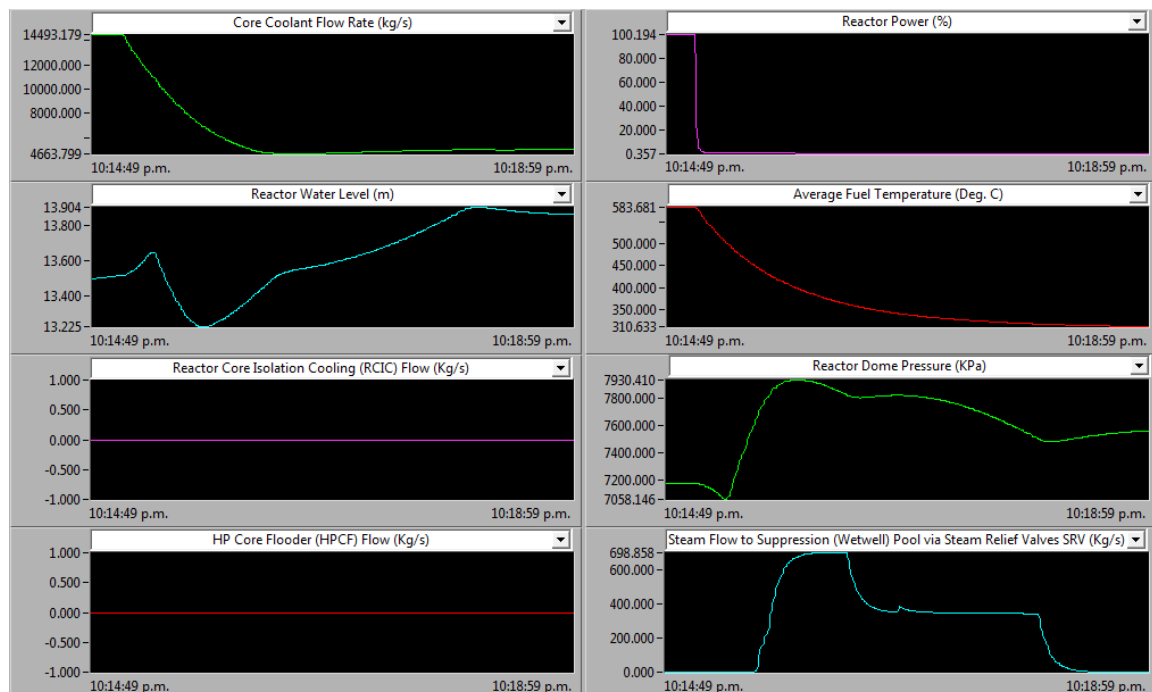 Core Coolant Flow Rate (kg/s)
14493.179
12000.000
10000.000
8000.000
4663.799
10:14:49 p.m. 10:18:59 p.m.
Reactor Power (%)
100.194
80.000
60.000
40.000
20.000
0.357
10:14:49 p.m. 10:18:59 p.m.
Reactor Water Level (m)
13.904
13.800
13.600
13.400
13.225
10:14:49 p.m. 10:18:59 p.m.
Average Fuel Temperature (Deg. C)
583.681
500.000
450.000
400.000
350.000
310.633
10:14:49 p.m. 10:18:59 p.m.
Reactor Core Isolation Cooling (RCIC) Flow (Kg/s)
1.000
0.500
0.000
-0.500
-1.000
10:14:49 p.m. 10:18:59 p.m.
Reactor Dome Pressure (KPa)
7930.410
7800.000
7600.000
7400.000
7200.000
7058.146
10:14:49 p.m. 10:18:59 p.m.
HP Core Flooder (HPCF) Flow (Kg/s)
1.000
0.500
0.000
-0.500
-1.000
10:14:49 p.m. 10:18:59 p.m.
Steam Flow to Suppression (Wetwell) Pool via Steam Relief Valves SRV (Kg/s)
698.858
600.000
400.000
200.000
0.000
10:14:49 p.m. 10:18:59 p.m.